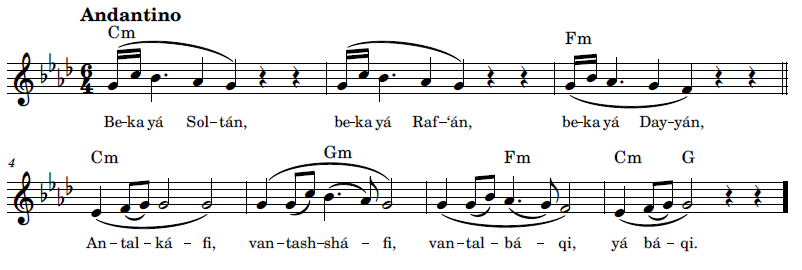 Andantino
Cm Fm
6
4
Be–ka yá Sol–tán, be–ka yá Raf–‘án, be–ka yá Day–yán,
4
Cm Gm Fm Cm G
An–tal–ká–fi, van–tash–shá–fi, van–tal–bá–qi, yá bá–qi.